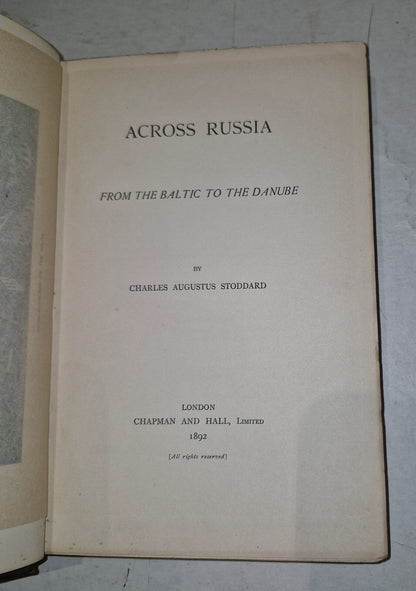 ACROSS RUSSIA
FROM THE BALTIC TO THE DANUBE
BY
CHARLES AUGUSTUS STODDARD
LONDON
CHAPMAN AND HALL, LIMITED
1892
[All rights reserved]